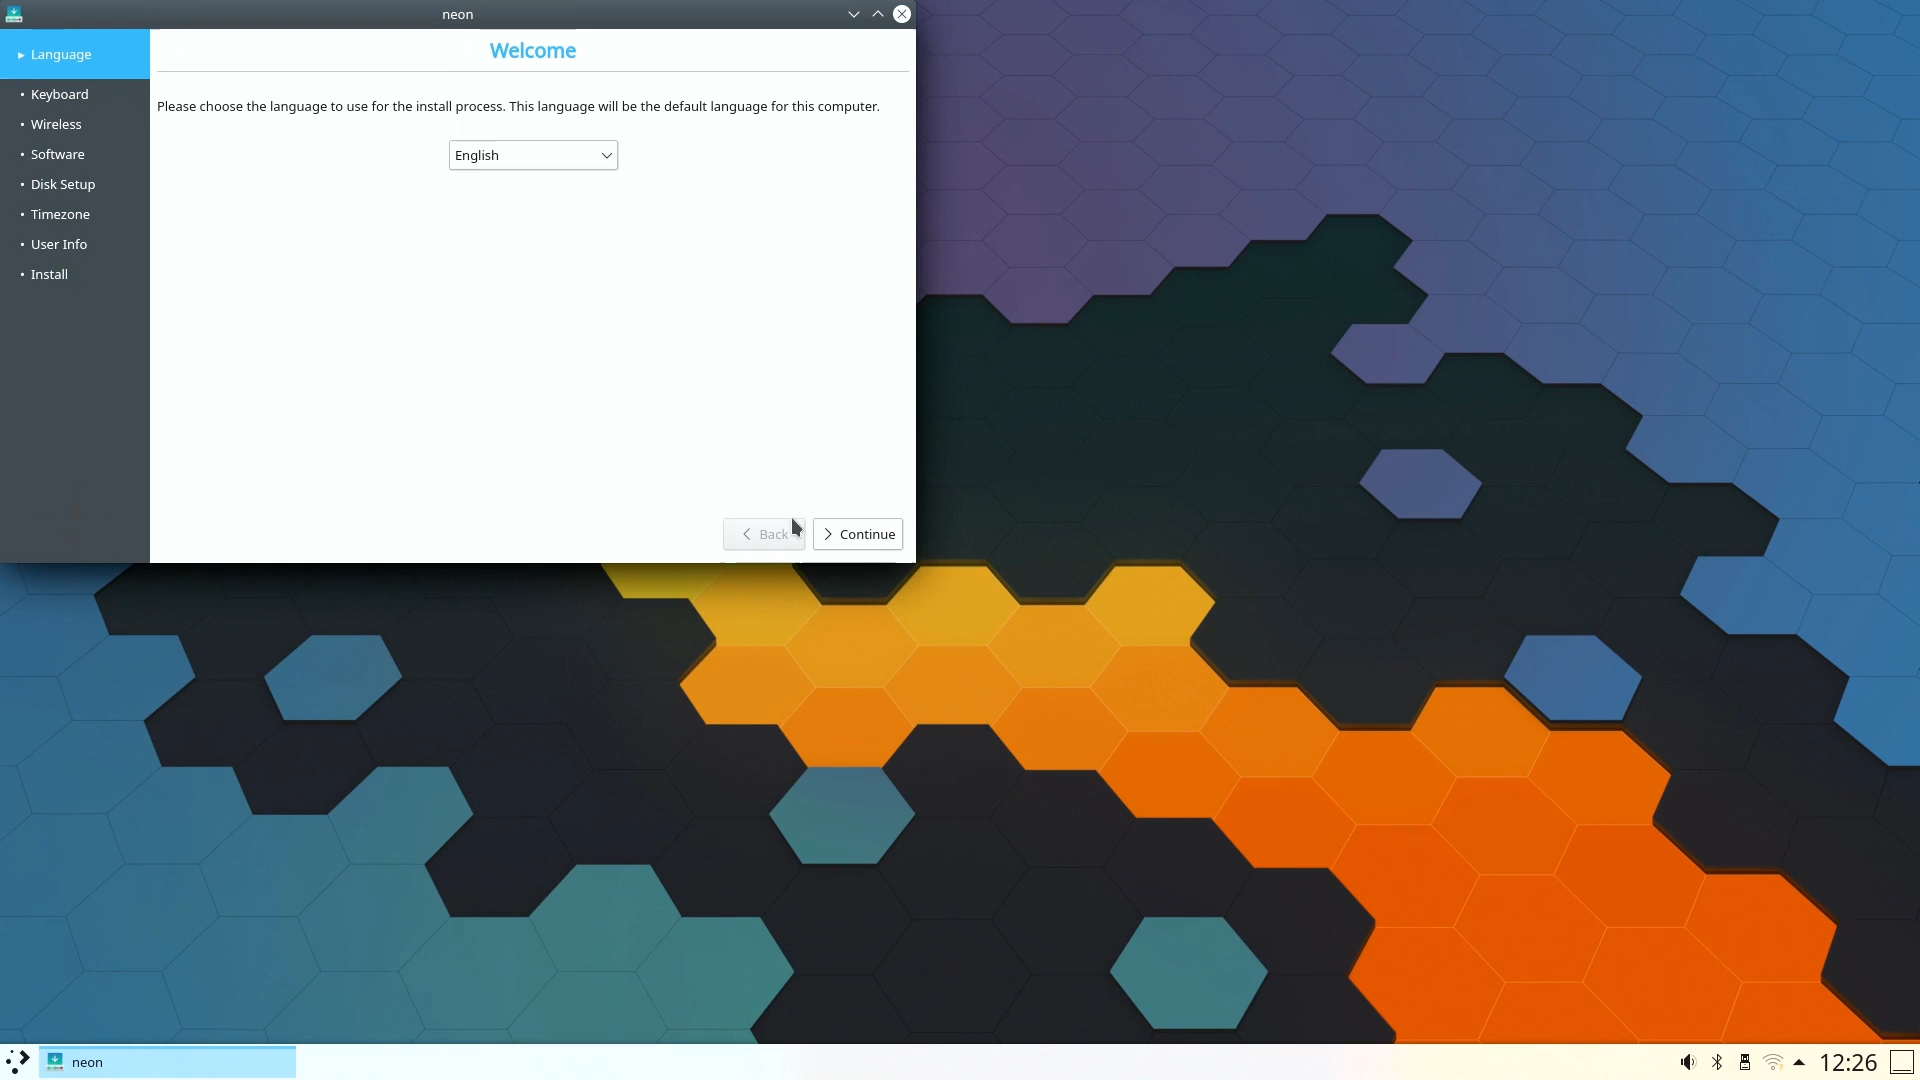 neon
Language
Keyboard
Wireless
Software
Disk Setup
Timezone
User Info
Install
Welcome
Please choose the language to use for the install process. This language will be the default language for this computer.
English
Back
Continue
neon
12:26